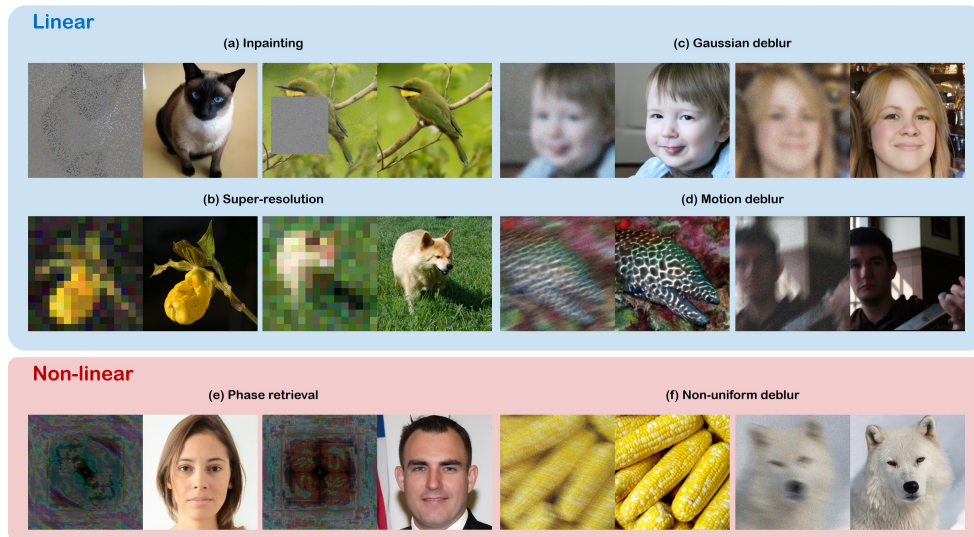 Linear
(a) Inpainting
(c) Gaussian deblur
(b) Super-resolution
(d) Motion deblur
Non-linear
(e) Phase retrieval
(f) Non-uniform deblur